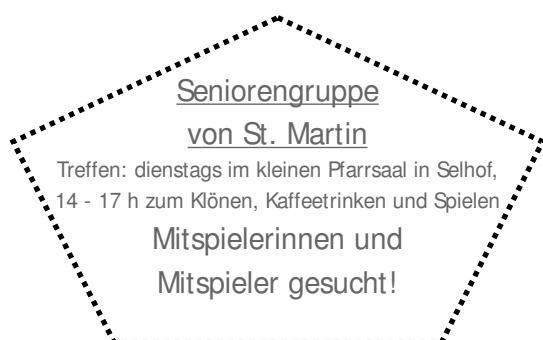 Seniorengruppe
von St. Martin
Treffen: dienstags im kleinen Pfarrsaal in Selhof,
14 - 17 h zum Klönen, Kaffeetrinken und Spielen
Mitspielerinnen und
Mitspieler gesucht!